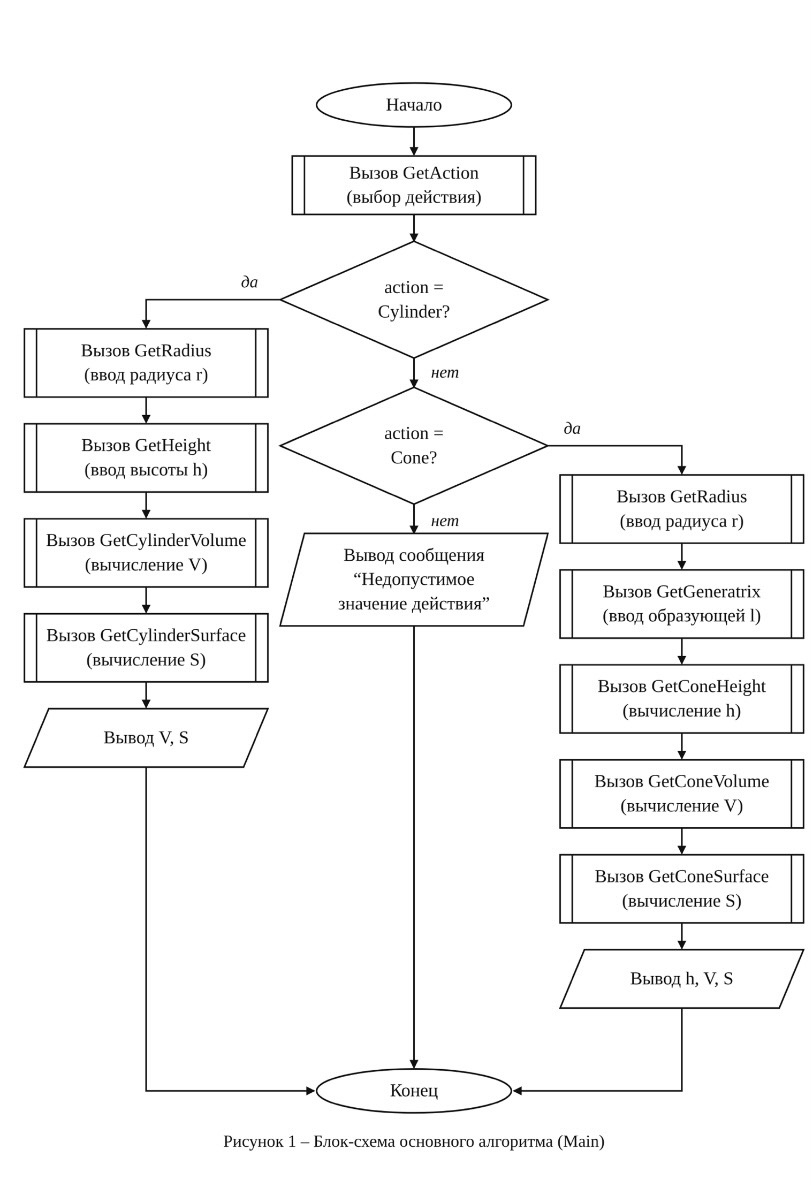 Начало
Вызов GetAction
(выбор действия)
action =
Cylinder?
да
нет
Вызов GetRadius
(ввод радиуса r)
Вызов GetHeight
(ввод высоты h)
Вызов GetCylinderVolume
(вычисление V)
Вызов GetCylinderSurface
(вычисление S)
Вывод V, S
action =
Cone?
да
нет
Вывод сообщения
“Недопустимое
значение действия”
Вызов GetRadius
(ввод радиуса r)
Вызов GetGeneratrix
(ввод образующей l)
Вызов GetConeHeight
(вычисление h)
Вызов GetConeVolume
(вычисление V)
Вызов GetConeSurface
(вычисление S)
Вывод h, V, S
Конец
Рисунок 1 – Блок-схема основного алгоритма (Main)